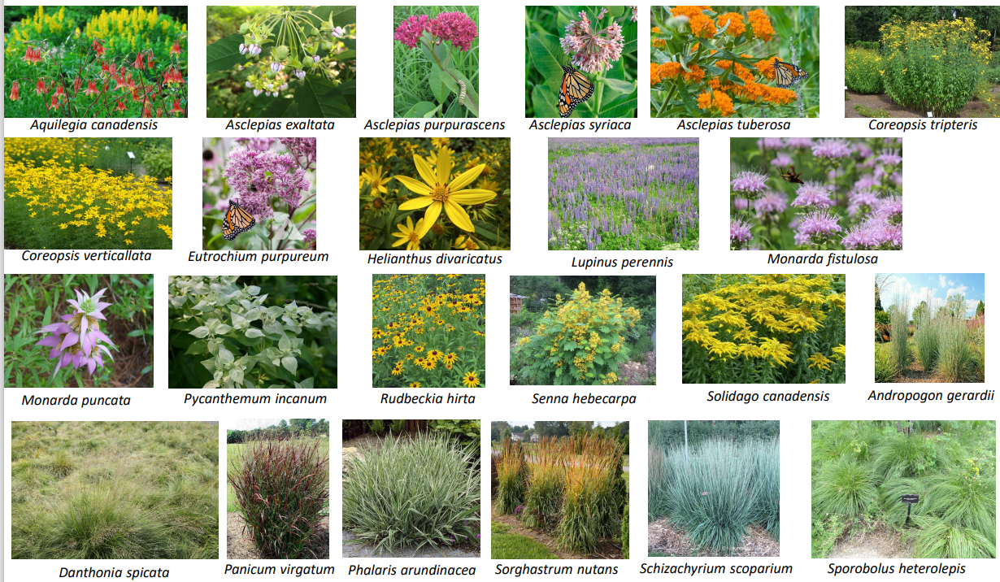 Aquilegia canadensis
Asclepias exaltata
Asclepias purpurascens
Asclepias syriaca
Asclepias tuberosa
Coreopsis tripteris
Coreopsis verticallata
Eutrochium purpureum
Helianthus divaricatus
Lupinus perennis
Monarda fistulosa
Monarda puncata
Pycanthemum incanum
Rudbeckia hirta
Senna hebecarpa
Solidago canadensis
Andropogon gerardii
Danthonia spicata
Panicum virgatum
Phalaris arundinacea
Sorghastrum nutans
Schizachyrium scoparium
Sporobolus heterolepis